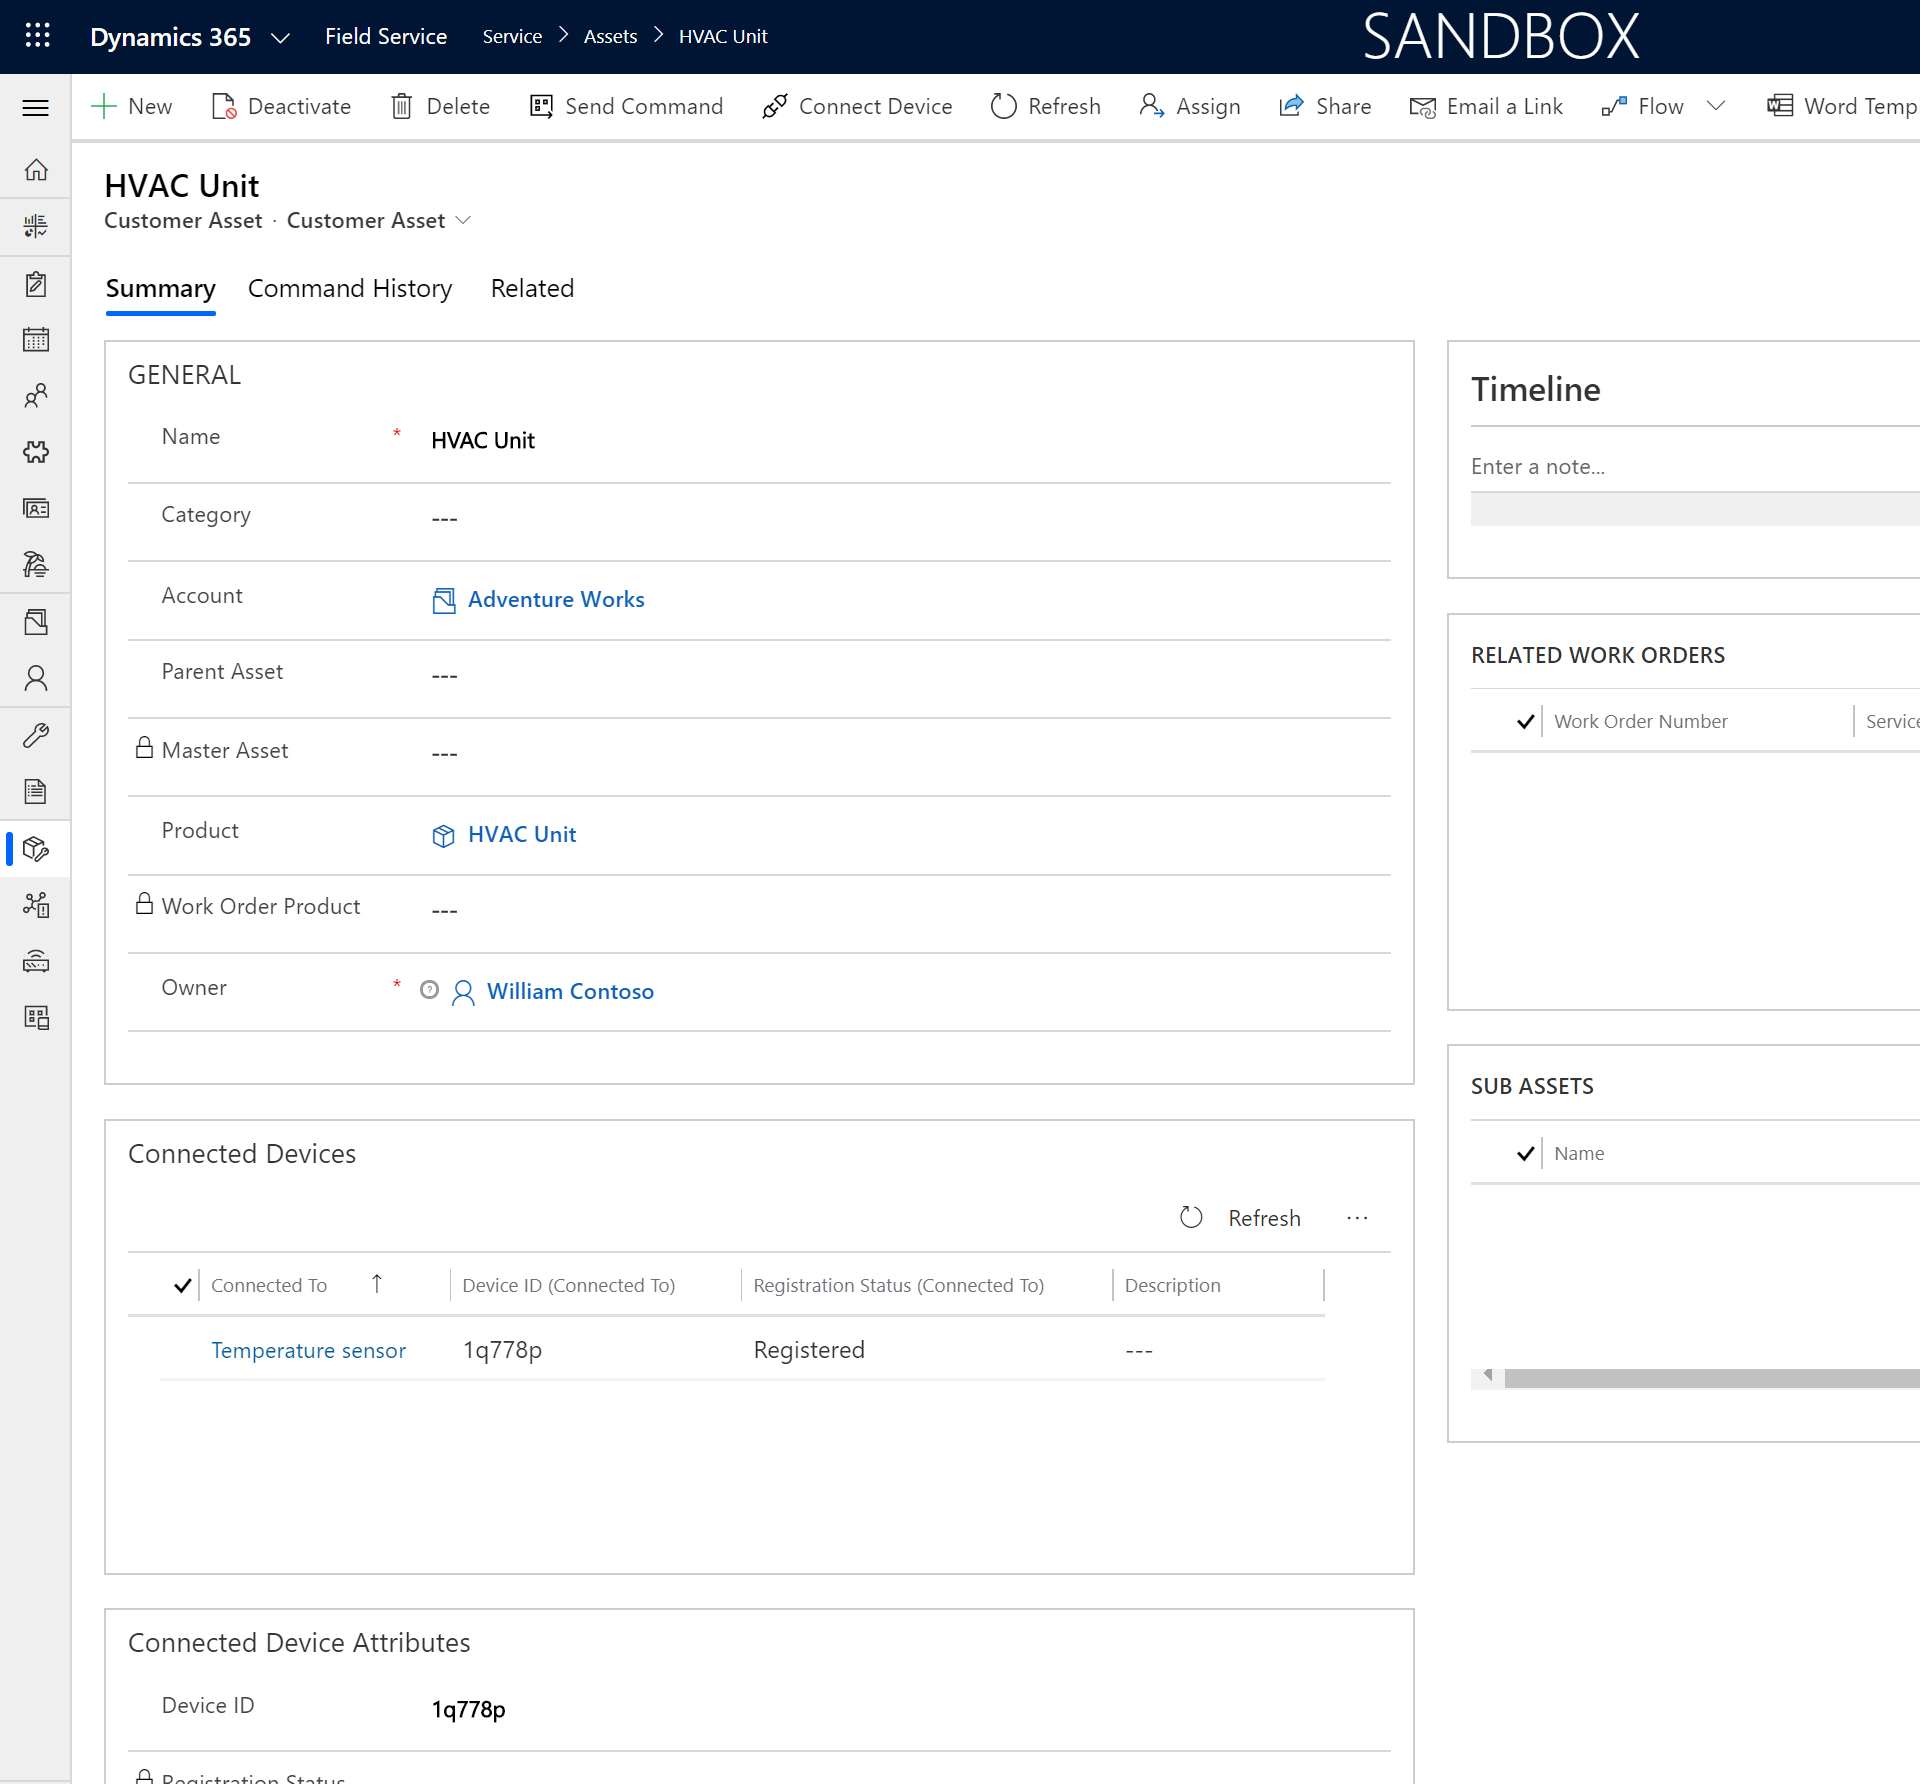 Dynamics 365 Field Service Service Assets HVAC Unit SANDBOX
New Deactivate Delete Send Command Connect Device Refresh Assign Share Email a Link Flow Word Temp
HVAC Unit
Customer Asset · Customer Asset
Summary Command History Related
GENERAL
Name * HVAC Unit
Category ---
Account Adventure Works
Parent Asset ---
Master Asset ---
Product HVAC Unit
Work Order Product ---
Owner * William Contoso
Timeline
Enter a note...
RELATED WORK ORDERS
Work Order Number Service
SUB ASSETS
Name
Connected Devices
Refresh ...
Connected To ↑ Device ID (Connected To) Registration Status (Connected To) Description
Temperature sensor 1q778p Registered ---
Connected Device Attributes
Device ID 1q778p
Registration Status